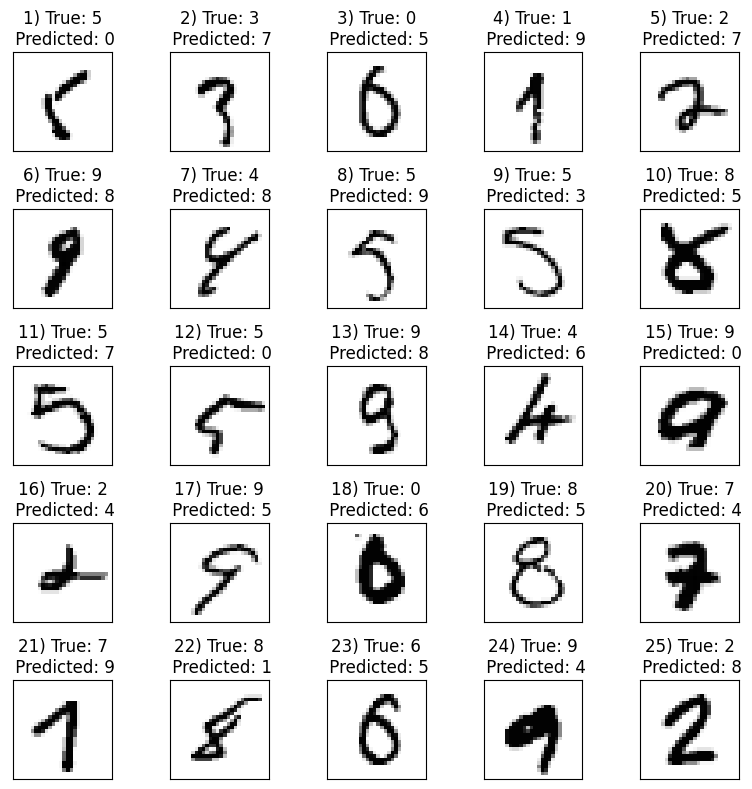 1) True: 5 2) True: 3 3) True: 0 4) True: 1 5) True: 2
Predicted: 0 Predicted: 7 Predicted: 5 Predicted: 9 Predicted: 7
6) True: 9 7) True: 4 8) True: 5 9) True: 5 10) True: 8
Predicted: 8 Predicted: 8 Predicted: 9 Predicted: 3 Predicted: 5
11) True: 5 12) True: 5 13) True: 9 14) True: 4 15) True: 9
Predicted: 7 Predicted: 0 Predicted: 8 Predicted: 6 Predicted: 0
16) True: 2 17) True: 9 18) True: 0 19) True: 8 20) True: 7
Predicted: 4 Predicted: 5 Predicted: 6 Predicted: 5 Predicted: 4
21) True: 7 22) True: 8 23) True: 6 24) True: 9 25) True: 2
Predicted: 9 Predicted: 1 Predicted: 5 Predicted: 4 Predicted: 8